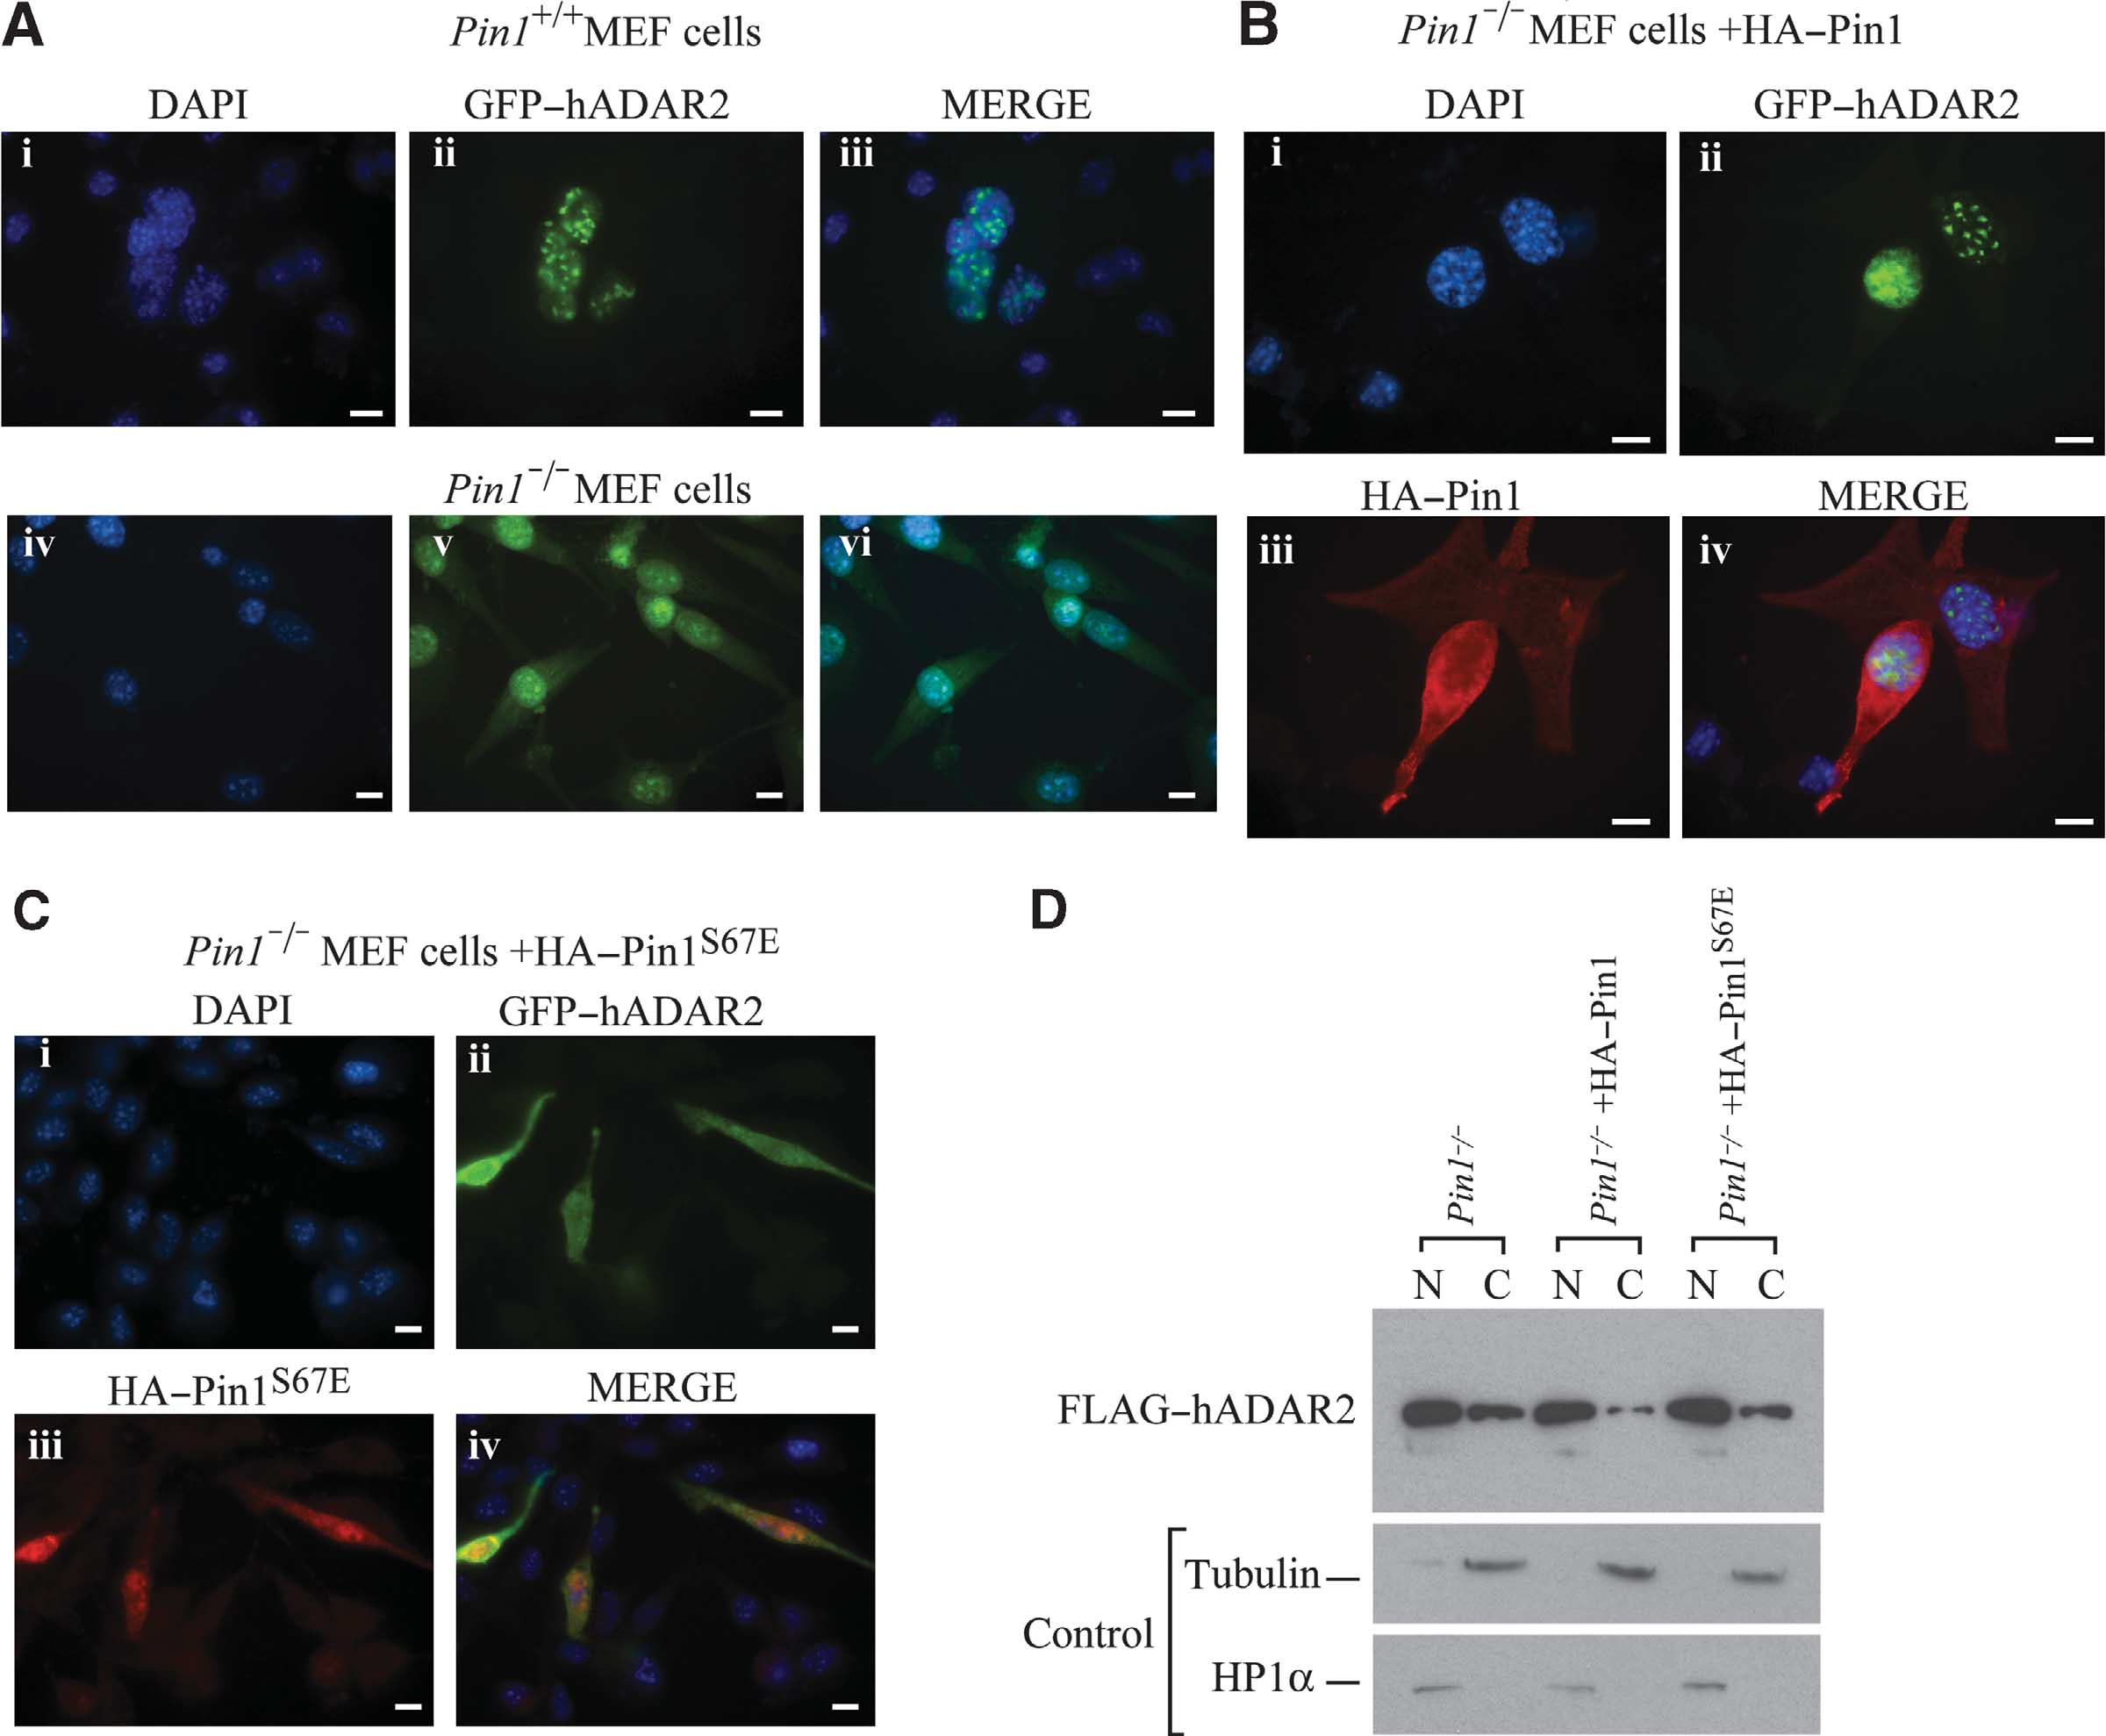 A
Pin1+/+ MEF cells
DAPI GFP–hADAR2 MERGE
i ii iii
Pin1−/− MEF cells
iv v vi
B
Pin1−/− MEF cells +HA–Pin1
DAPI GFP–hADAR2
i ii
HA–Pin1 MERGE
iii iv
C
Pin1−/− MEF cells +HA–Pin1S67E
DAPI GFP–hADAR2
i ii
HA–Pin1S67E MERGE
iii iv
D
Pin1−/−
Pin1−/− +HA–Pin1
Pin1−/− +HA–Pin1S67E
N C N C N C
FLAG–hADAR2
Control
Tubulin
HP1α